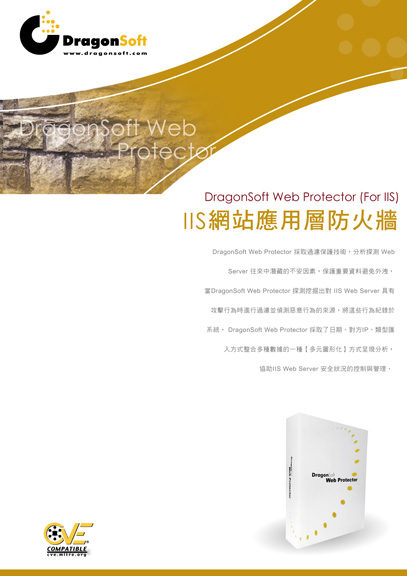 DragonSoft
www.dragonsoft.com
DragonSoft Web
Protector
DragonSoft Web Protector (For IIS)
IIS網站應用層防火牆
DragonSoft Web Protector 採取過濾保護技術，分析探測 Web
Server 往來中潛藏的不安因素，保護重要資料避免外洩，
當DragonSoft Web Protector 探測挖掘出對 IIS Web Server 具有
攻擊行為時進行過濾並偵測惡意行為的來源，將這些行為紀錄於
系統， DragonSoft Web Protector 採取了日期、對方IP、類型匯
入方式整合多種數據的一種【多元圖形化】方式呈現分析，
協助IIS Web Server 安全狀況的控制與管理。
DragonSoft
Web Protector
DragonSoft
Web Protector
CVE
COMPATIBLE
cve.mitre.org